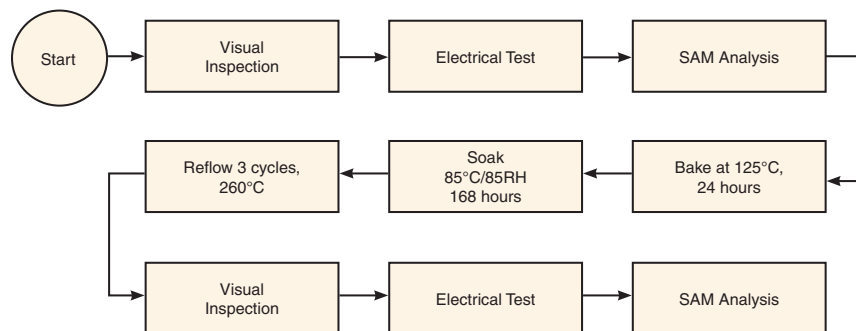 Start
Visual
Inspection
Electrical Test
SAM Analysis
Bake at 125°C,
24 hours
Soak
85°C/85RH
168 hours
Reflow 3 cycles,
260°C
Visual
Inspection
Electrical Test
SAM Analysis